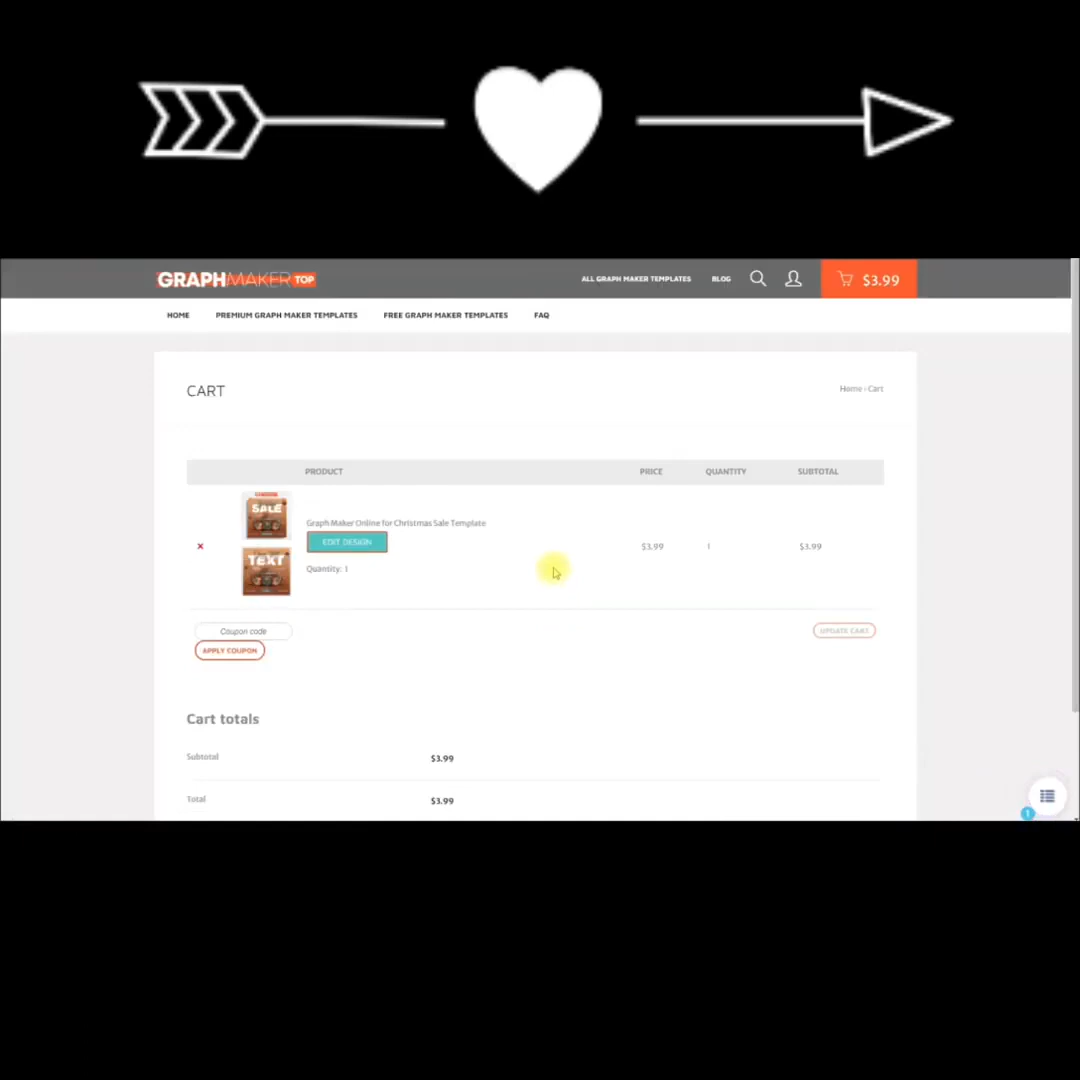 GRAPHMAKER TOP
ALL GRAPH MAKER TEMPLATES BLOG $3.99
HOME PREMIUM GRAPH MAKER TEMPLATES FREE GRAPH MAKER TEMPLATES FAQ
CART
Home › Cart
PRODUCT PRICE QUANTITY SUBTOTAL
SALE
Graph Maker Online for Christmas Sale Template
EDIT DESIGN
$3.99 1 $3.99
TEXT
Quantity: 1
Coupon code
UPDATE CART
APPLY COUPON
Cart totals
Subtotal $3.99
Total $3.99
1